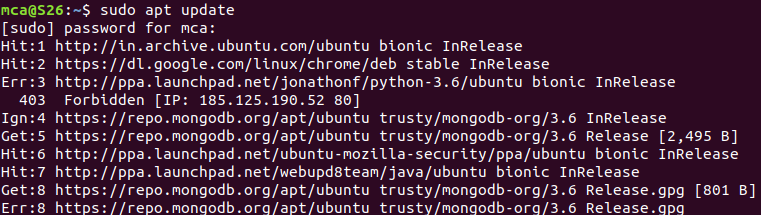 mca@S26:~$ sudo apt update
[sudo] password for mca:
Hit:1 http://in.archive.ubuntu.com/ubuntu bionic InRelease
Hit:2 https://dl.google.com/linux/chrome/deb stable InRelease
Err:3 http://ppa.launchpad.net/jonathonf/python-3.6/ubuntu bionic InRelease
  403  Forbidden [IP: 185.125.190.52 80]
Ign:4 https://repo.mongodb.org/apt/ubuntu trusty/mongodb-org/3.6 InRelease
Get:5 https://repo.mongodb.org/apt/ubuntu trusty/mongodb-org/3.6 Release [2,495 B]
Hit:6 http://ppa.launchpad.net/ubuntu-mozilla-security/ppa/ubuntu bionic InRelease
Hit:7 http://ppa.launchpad.net/webupd8team/java/ubuntu bionic InRelease
Get:8 https://repo.mongodb.org/apt/ubuntu trusty/mongodb-org/3.6 Release.gpg [801 B]
Err:8 https://repo.mongodb.org/apt/ubuntu trusty/mongodb-org/3.6 Release.gpg